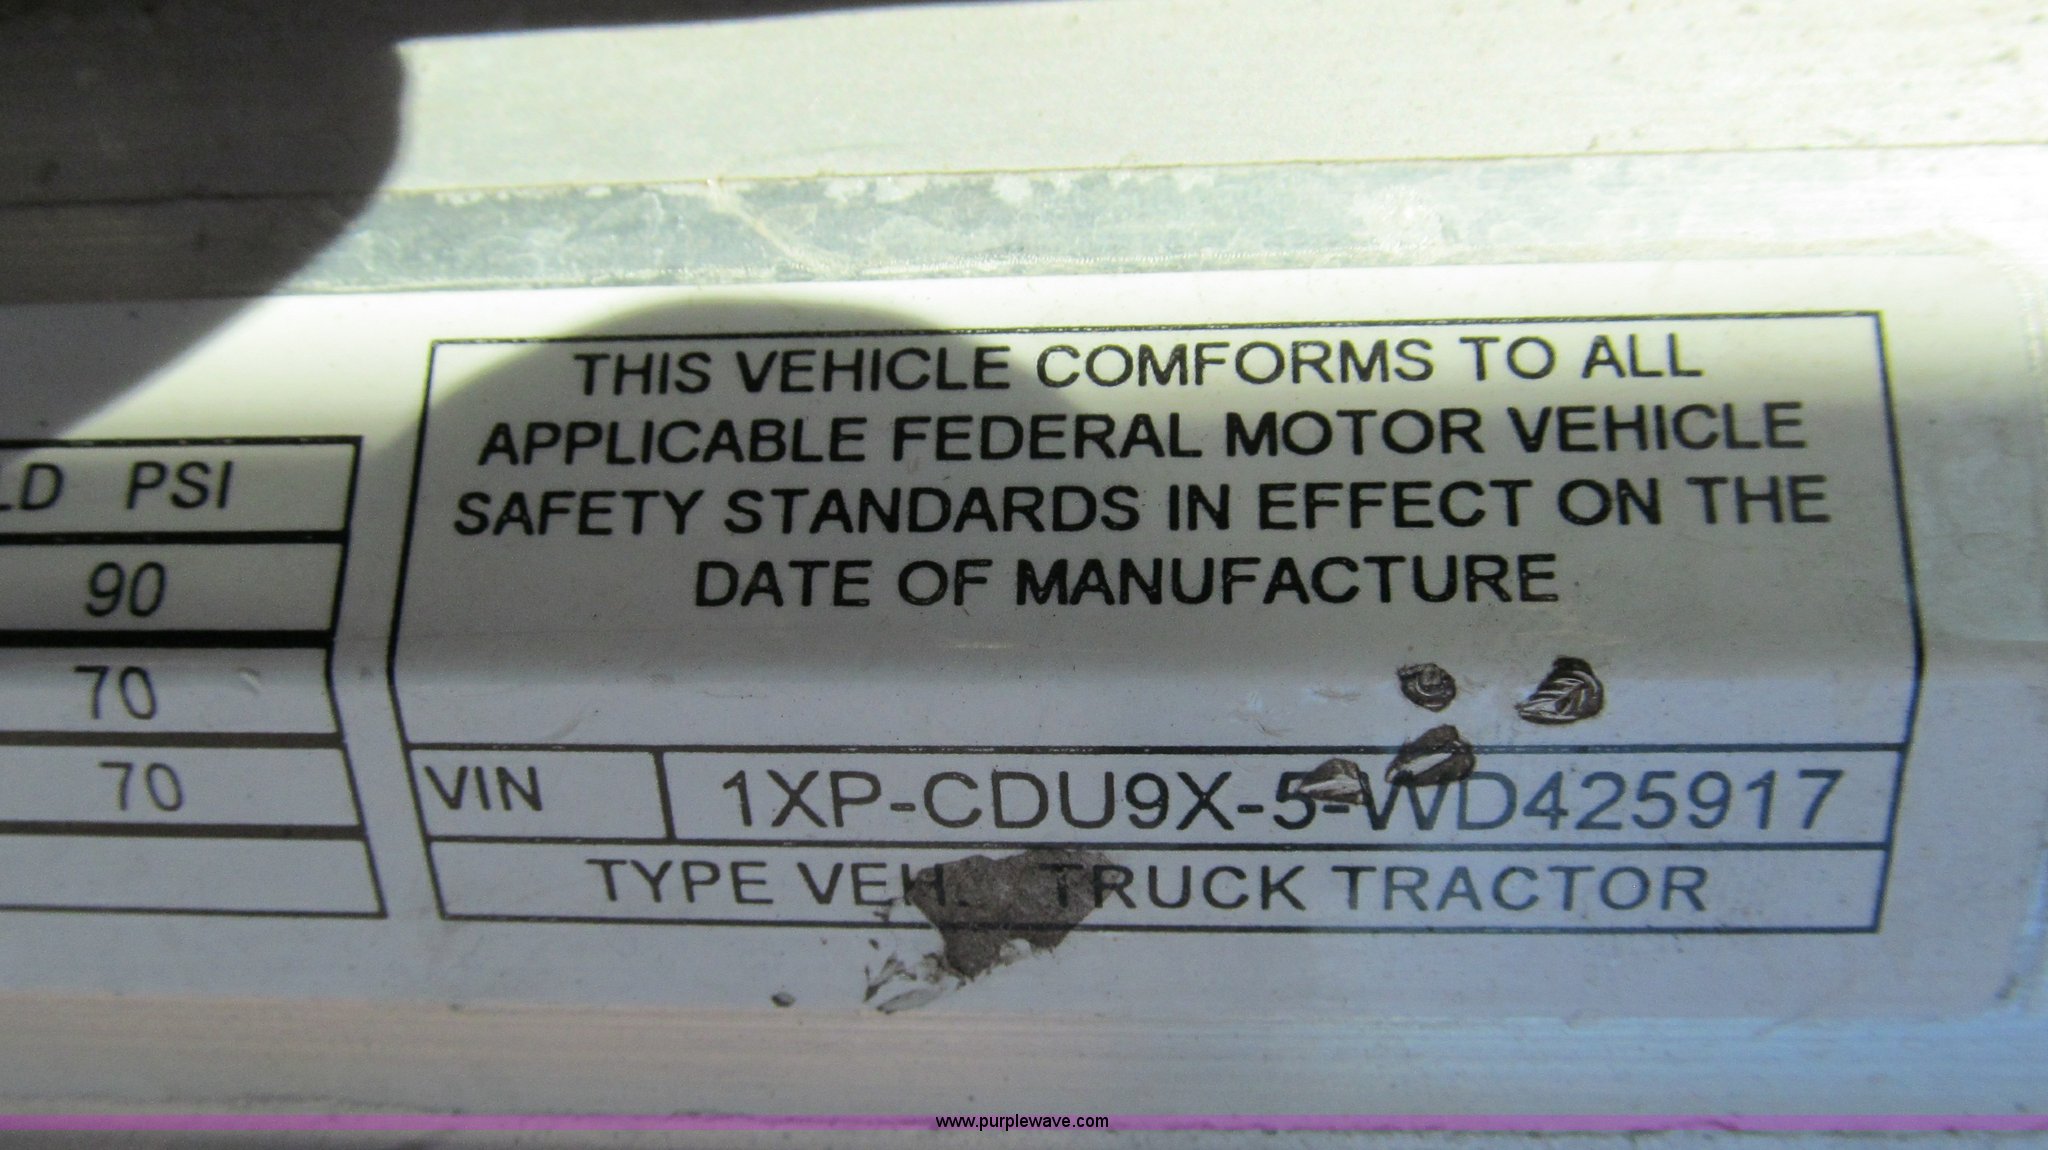 THIS VEHICLE COMFORMS TO ALL
APPLICABLE FEDERAL MOTOR VEHICLE
SAFETY STANDARDS IN EFFECT ON THE
DATE OF MANUFACTURE
LD PSI
90
70
70
VIN 1XP-CDU9X-5-WD425917
TYPE VEH. TRUCK TRACTOR
www.purplewave.com